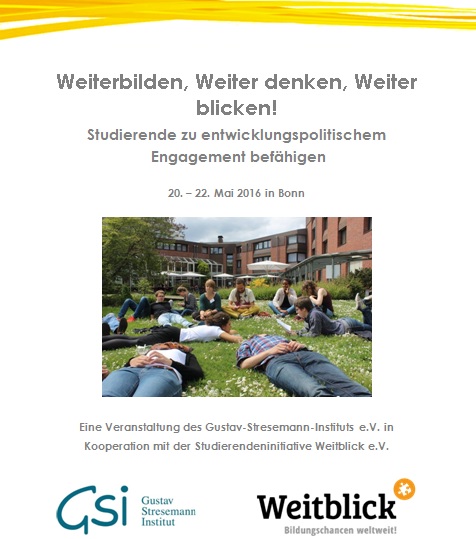 Weiterbilden, Weiter denken, Weiter
blicken!
Studierende zu entwicklungspolitischem
Engagement befähigen
20. – 22. Mai 2016 in Bonn
Eine Veranstaltung des Gustav-Stresemann-Instituts e.V. in
Kooperation mit der Studierendeninitiative Weitblick e.V.
GSI
Gustav
Stresemann
Institut
Weitblick
Bildungschancen weltweit!